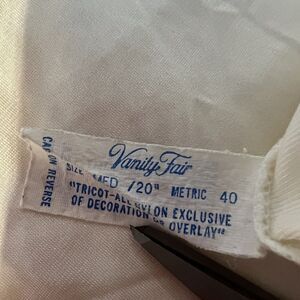 Vanity Fair
SIZE MED /20" METRIC 40
"TRICOT-ALL NYLON EXCLUSIVE
OF DECORATION OR OVERLAY"
CARE ON REVERSE